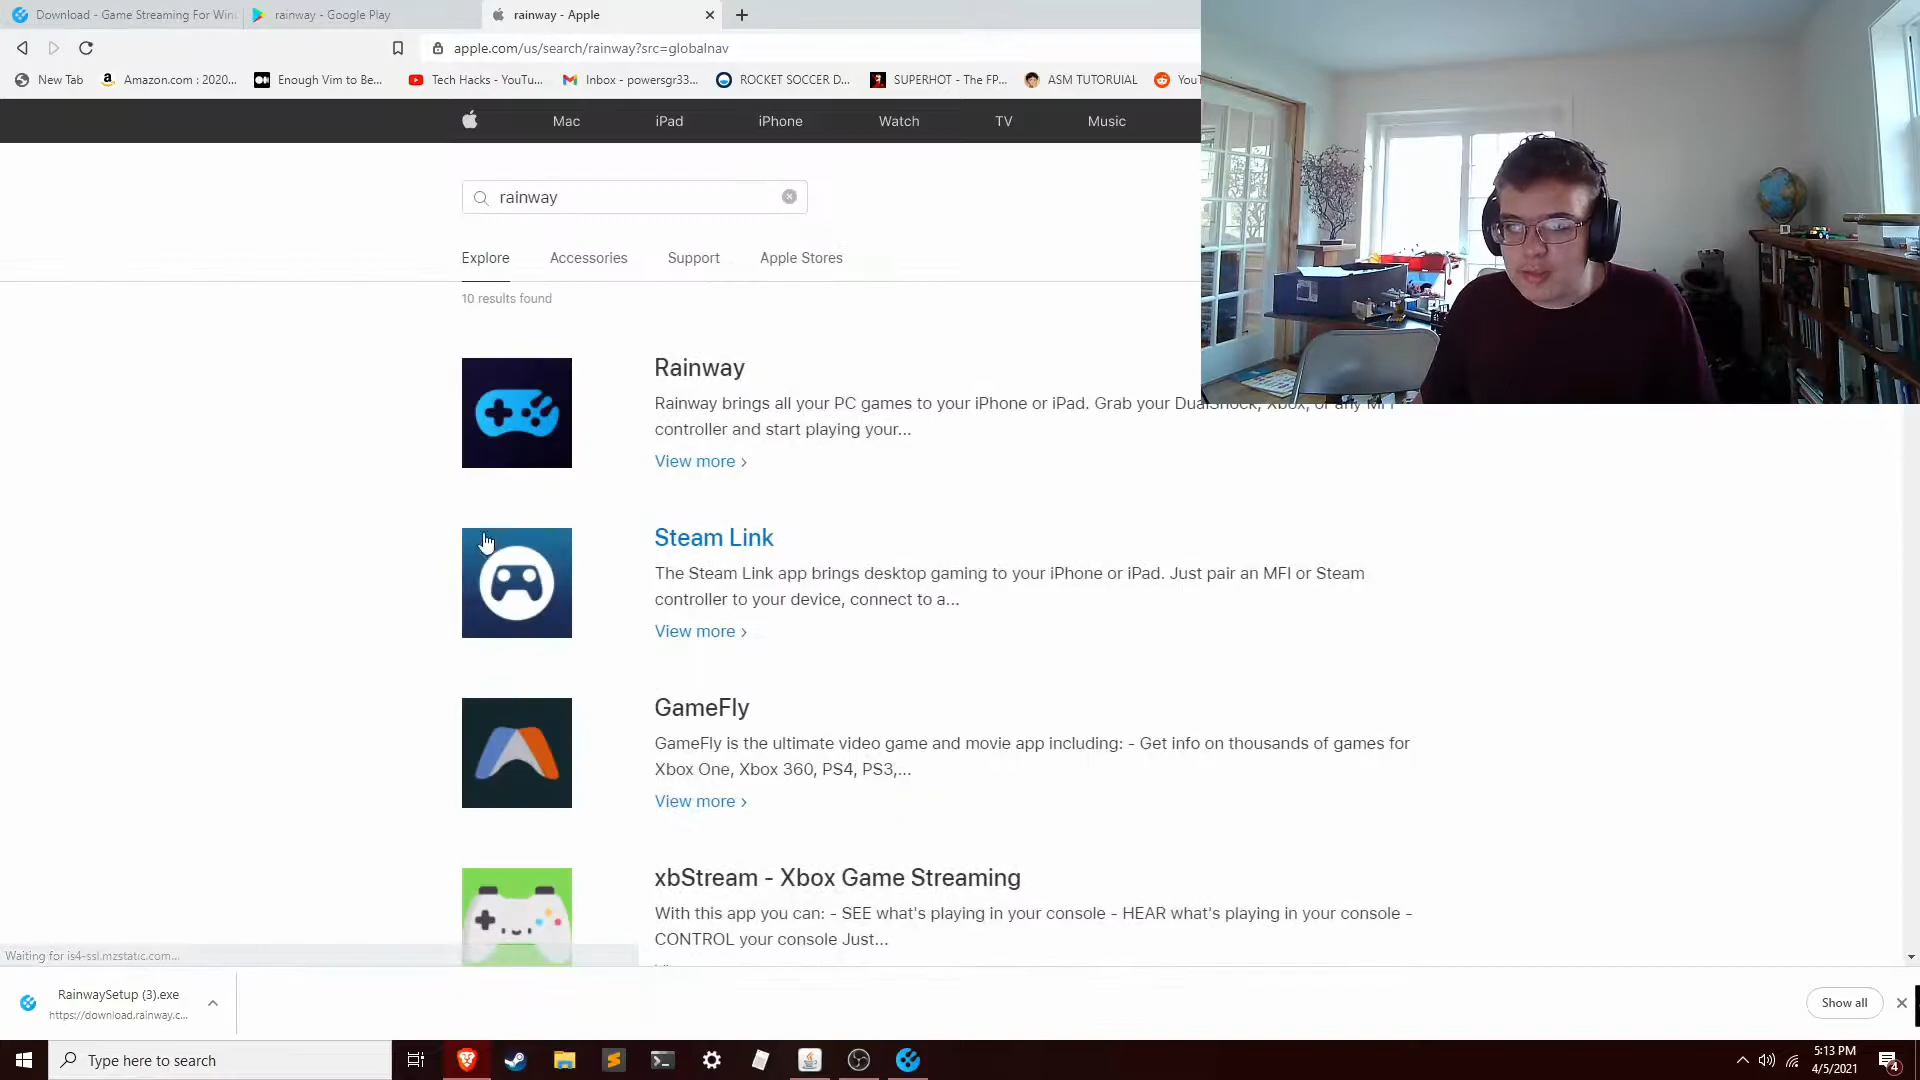 Download - Game Streaming For Win
rainway - Google Play
rainway - Apple
apple.com/us/search/rainway?src=globalnav
New Tab
Amazon.com : 2020...
Enough Vim to Be...
Tech Hacks - YouTu...
Inbox - powersgr33...
ROCKET SOCCER D...
SUPERHOT - The FP...
ASM TUTORUIAL
YouT
Mac
iPad
iPhone
Watch
TV
Music
rainway
Explore
Accessories
Support
Apple Stores
10 results found
Rainway
Rainway brings all your PC games to your iPhone or iPad. Grab your DualShock, Xbox, or any MFI
controller and start playing your...
View more >
Steam Link
The Steam Link app brings desktop gaming to your iPhone or iPad. Just pair an MFI or Steam
controller to your device, connect to a...
View more >
GameFly
GameFly is the ultimate video game and movie app including: - Get info on thousands of games for
Xbox One, Xbox 360, PS4, PS3,...
View more >
xbStream - Xbox Game Streaming
With this app you can: - SEE what's playing in your console - HEAR what's playing in your console -
CONTROL your console Just...
Waiting for is4-ssl.mzstatic.com...
RainwaySetup (3).exe
https://download.rainway.c...
Show all
Type here to search
5:13 PM
4/5/2021
4